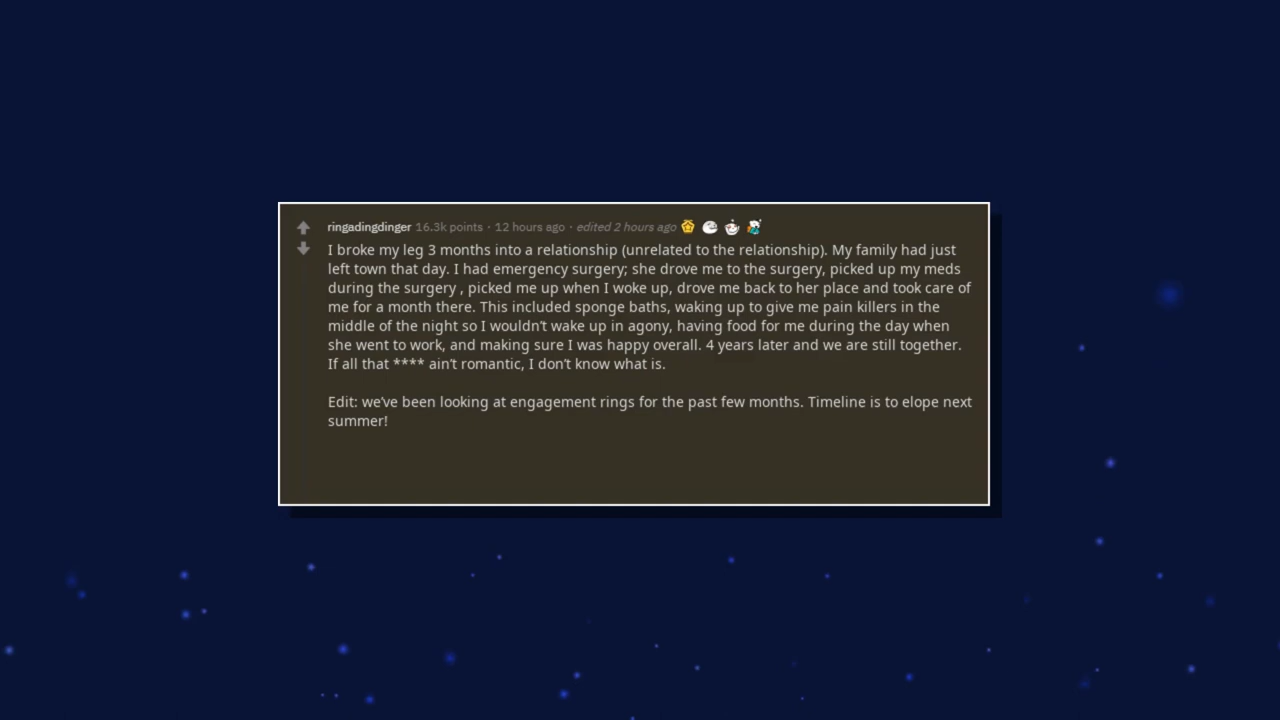 ringadingdinger 16.3k points · 12 hours ago · edited 2 hours ago
I broke my leg 3 months into a relationship (unrelated to the relationship). My family had just
left town that day. I had emergency surgery; she drove me to the surgery, picked up my meds
during the surgery , picked me up when I woke up, drove me back to her place and took care of
me for a month there. This included sponge baths, waking up to give me pain killers in the
middle of the night so I wouldn’t wake up in agony, having food for me during the day when
she went to work, and making sure I was happy overall. 4 years later and we are still together.
If all that **** ain’t romantic, I don’t know what is.
Edit: we’ve been looking at engagement rings for the past few months. Timeline is to elope next
summer!